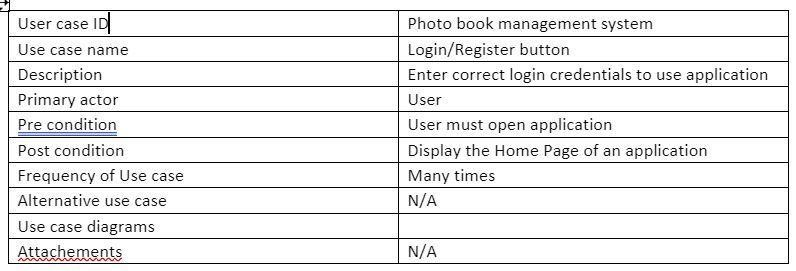 User case ID Photo book management system
Use case name Login/Register button
Description Enter correct login credentials to use application
Primary actor User
Pre condition User must open application
Post condition Display the Home Page of an application
Frequency of Use case Many times
Alternative use case N/A
Use case diagrams
Attachements N/A